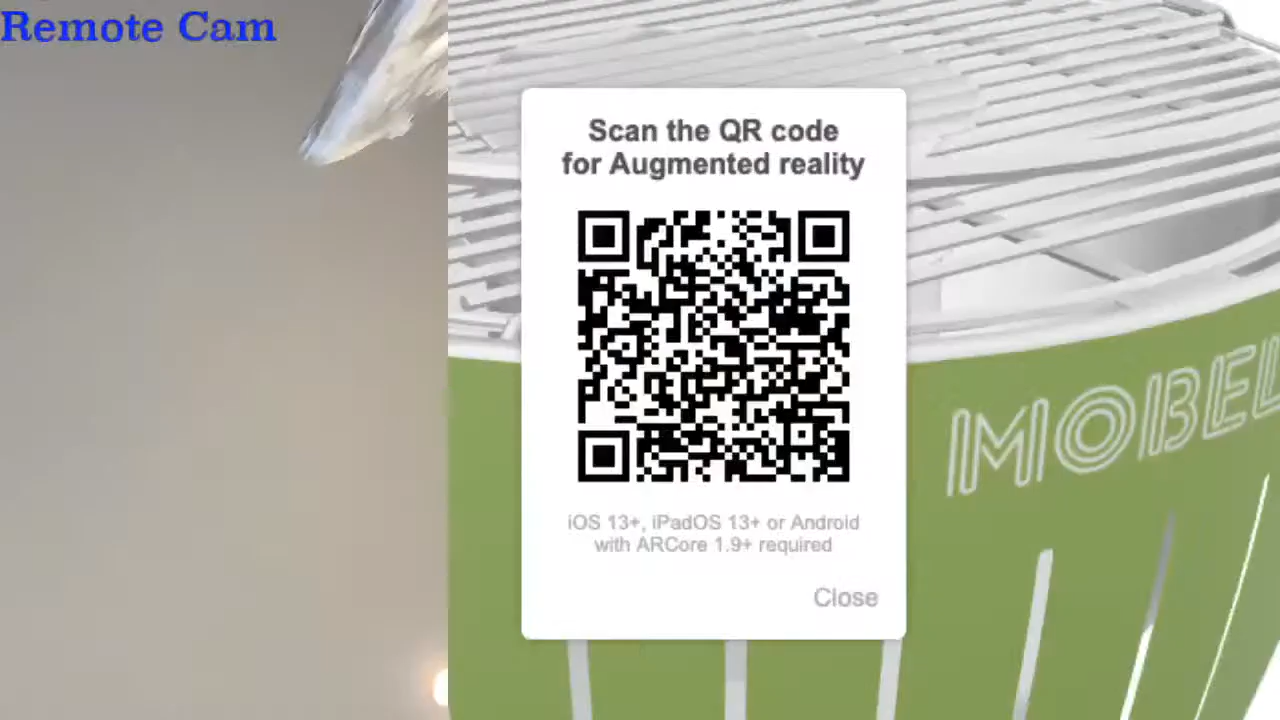 Remote Cam
Scan the QR code
for Augmented reality
iOS 13+, iPadOS 13+ or Android
with ARCore 1.9+ required
Close